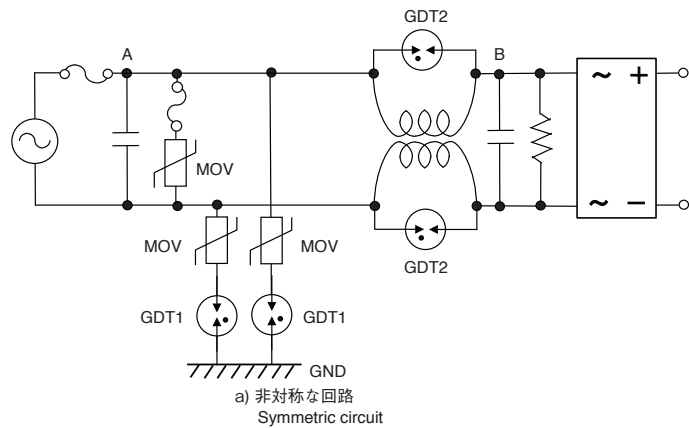 GDT2
A
B
~ +
MOV
~ −
MOV
MOV
GDT2
GDT1
GDT1
GND
a) 非対称な回路
Symmetric circuit